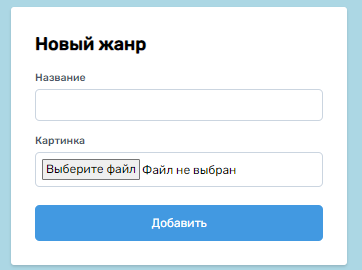 Новый жанр
Название
Картинка
Выберите файл Файл не выбран
Добавить